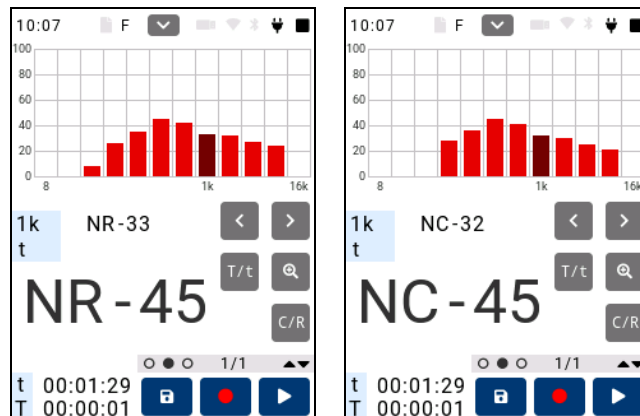 10:07 F
100
80
60
40
20
0
8 1k 16k
1k NR-33
t
T/t
NR-45
C/R
1/1
t 00:01:29
T 00:00:01
10:07 F
100
80
60
40
20
0
8 1k 16k
1k NC-32
t
T/t
NC-45
C/R
1/1
t 00:01:29
T 00:00:01